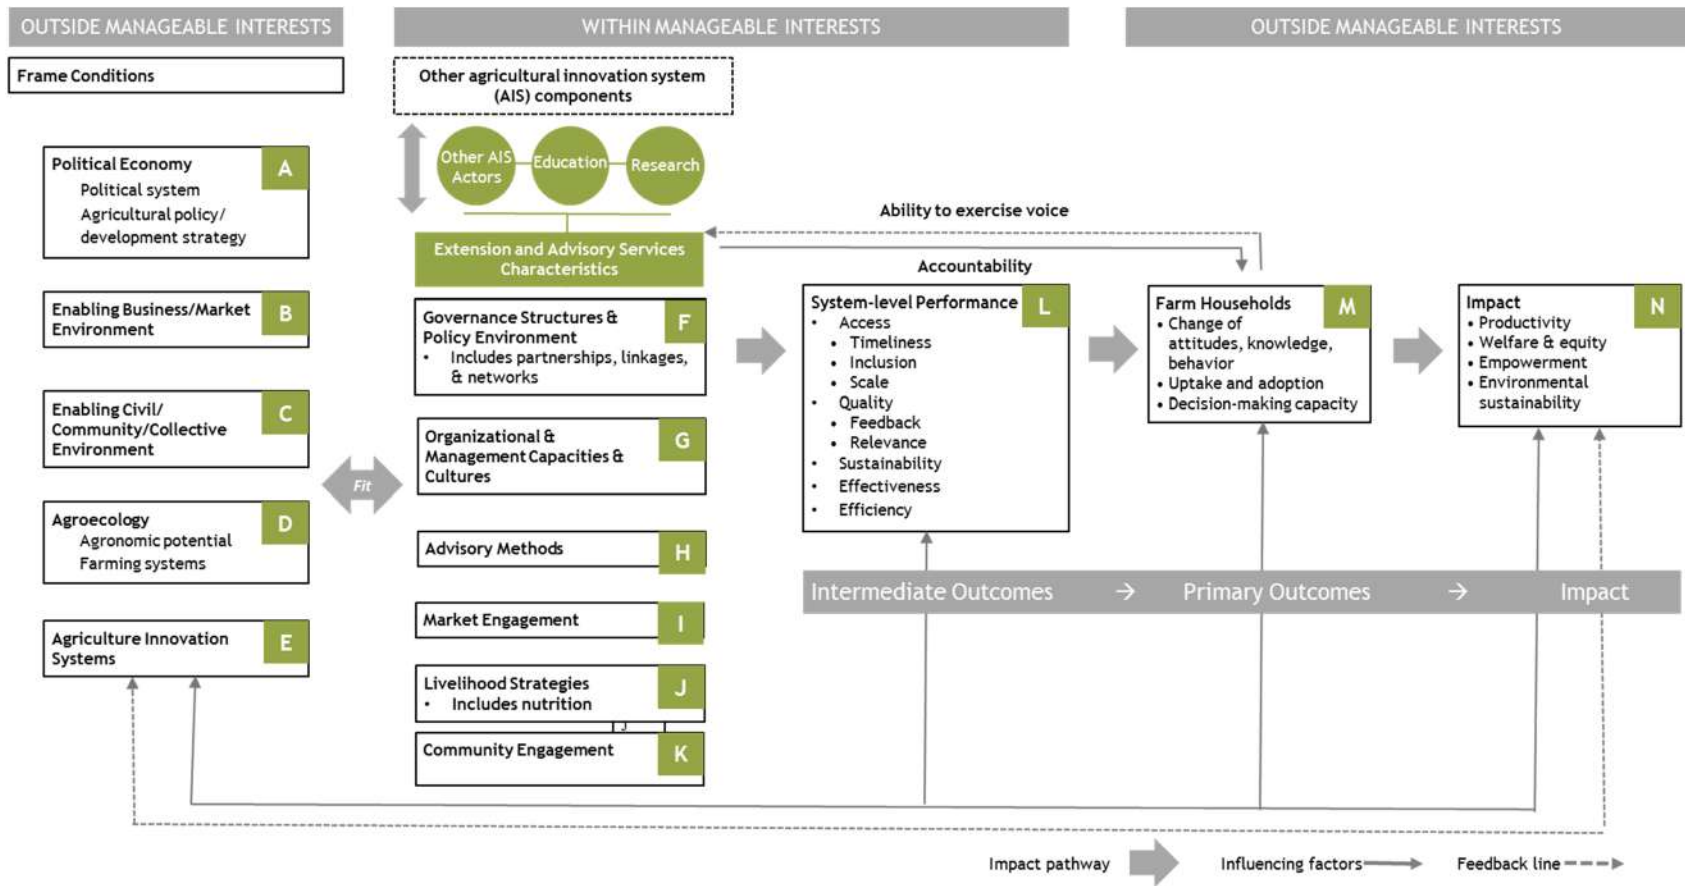 OUTSIDE MANAGEABLE INTERESTS
WITHIN MANAGEABLE INTERESTS
OUTSIDE MANAGEABLE INTERESTS
Frame Conditions
Political Economy
A
Political system
Agricultural policy/
development strategy
Enabling Business/Market
Environment
B
Enabling Civil/
Community/Collective
Environment
C
Agroecology
D
Agronomic potential
Farming systems
Agriculture Innovation
Systems
E
Fit
Other agricultural innovation system
(AIS) components
Other AIS
Actors
Education
Research
Extension and Advisory Services
Characteristics
Governance Structures &
Policy Environment
F
• Includes partnerships, linkages,
& networks
Organizational &
Management Capacities &
Cultures
G
Advisory Methods
H
Market Engagement
I
Livelihood Strategies
J
• Includes nutrition
J
Community Engagement
K
Ability to exercise voice
Accountability
System-level Performance
L
• Access
• Timeliness
• Inclusion
• Scale
• Quality
• Feedback
• Relevance
• Sustainability
• Effectiveness
• Efficiency
Farm Households
M
• Change of
attitudes, knowledge,
behavior
• Uptake and adoption
• Decision-making capacity
Impact
N
• Productivity
• Welfare & equity
• Empowerment
• Environmental
sustainability
Intermediate Outcomes → Primary Outcomes → Impact
Impact pathway
Influencing factors
Feedback line